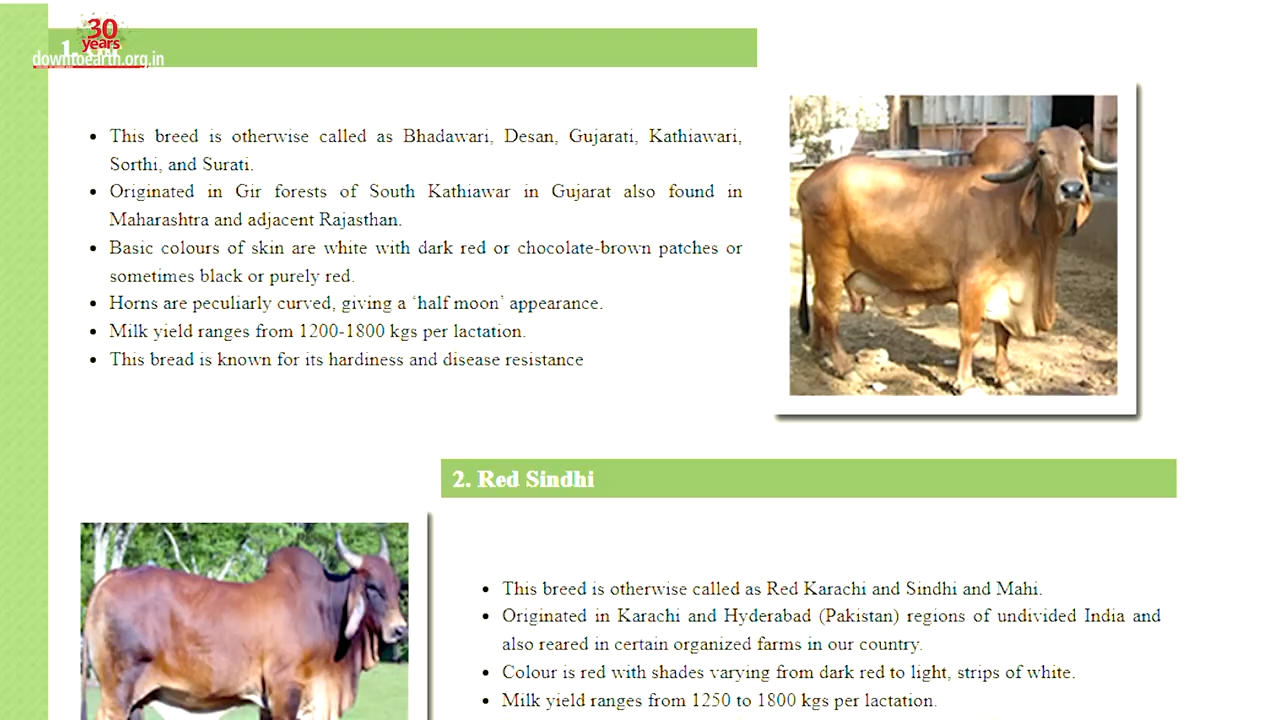 30
years
downtoearth.org.in
1.
This breed is otherwise called as Bhadawari, Desan, Gujarati, Kathiawari,
Sorthi, and Surati.
Originated in Gir forests of South Kathiawar in Gujarat also found in
Maharashtra and adjacent Rajasthan.
Basic colours of skin are white with dark red or chocolate-brown patches or
sometimes black or purely red.
Horns are peculiarly curved, giving a ‘half moon’ appearance.
Milk yield ranges from 1200-1800 kgs per lactation.
This bread is known for its hardiness and disease resistance
2. Red Sindhi
This breed is otherwise called as Red Karachi and Sindhi and Mahi.
Originated in Karachi and Hyderabad (Pakistan) regions of undivided India and
also reared in certain organized farms in our country.
Colour is red with shades varying from dark red to light, strips of white.
Milk yield ranges from 1250 to 1800 kgs per lactation.